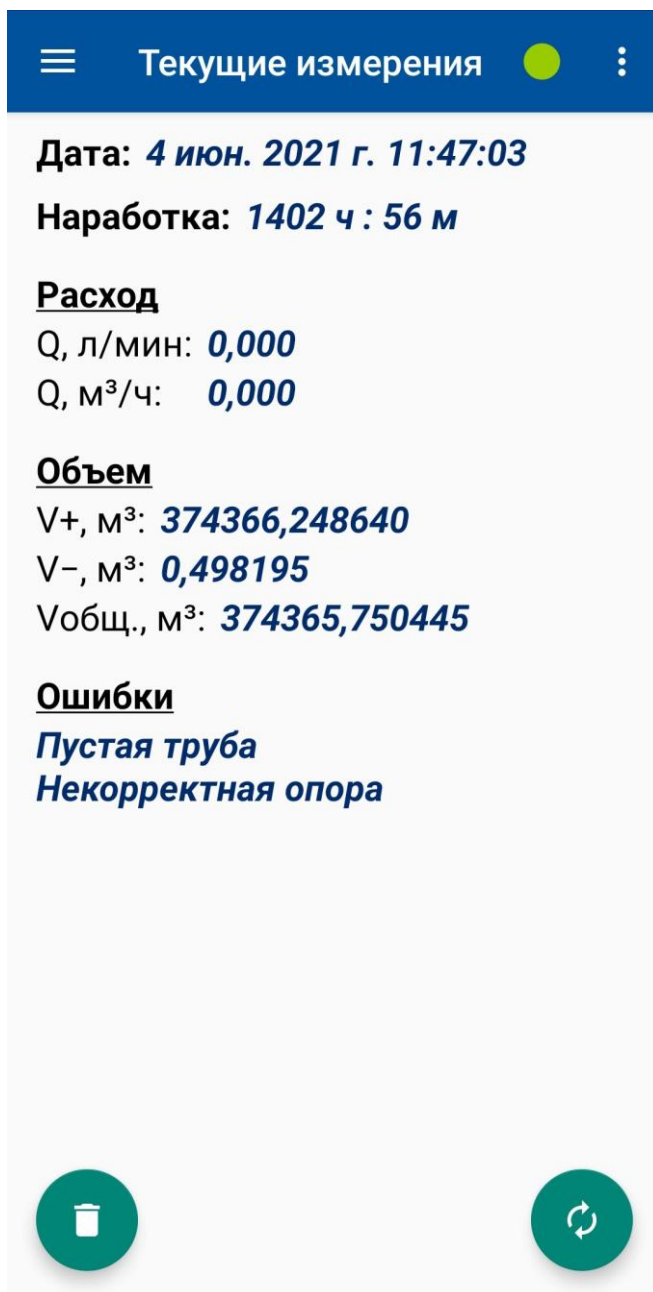 Текущие измерения
Дата: 4 июн. 2021 г. 11:47:03
Наработка: 1402 ч : 56 м
Расход
Q, л/мин: 0,000
Q, м³/ч: 0,000
Объем
V+, м³: 374366,248640
V−, м³: 0,498195
Vобщ., м³: 374365,750445
Ошибки
Пустая труба
Некорректная опора